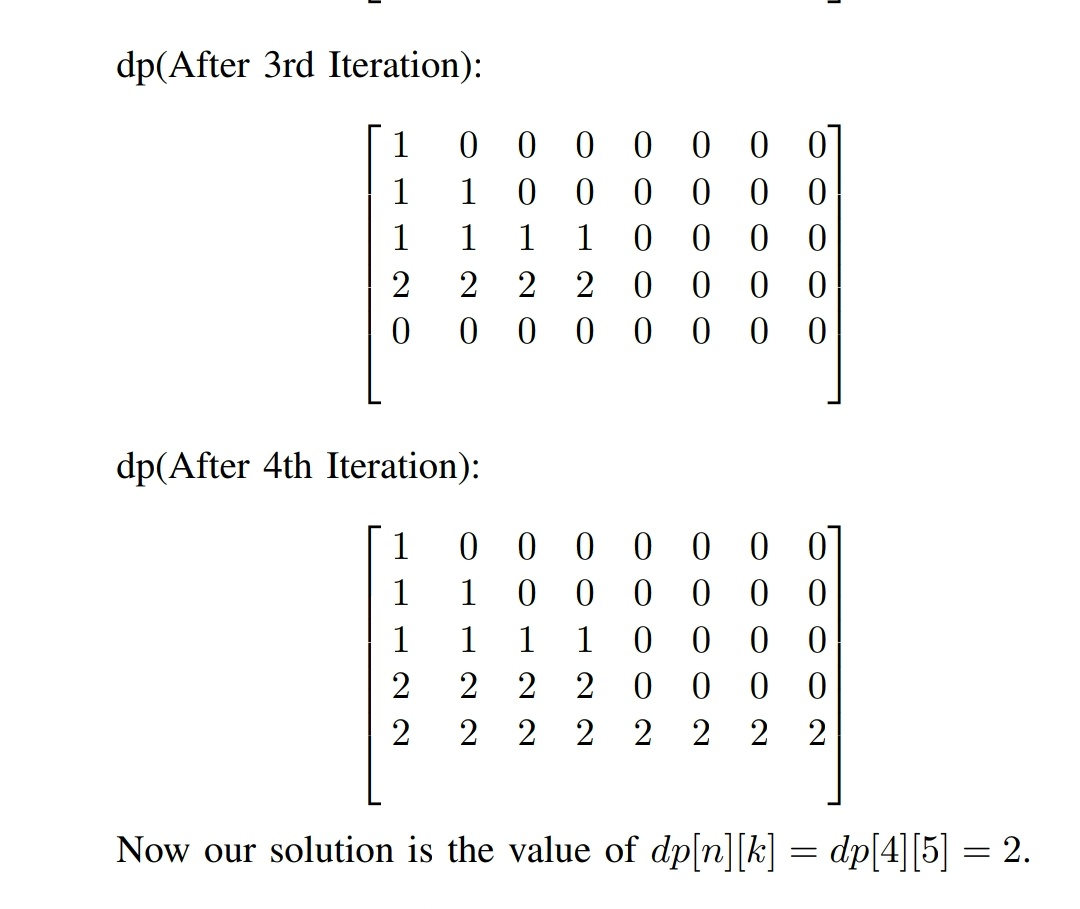 dp(After 3rd Iteration):
1 0 0 0 0 0 0 0
1 1 0 0 0 0 0 0
1 1 1 1 0 0 0 0
2 2 2 2 0 0 0 0
0 0 0 0 0 0 0 0
dp(After 4th Iteration):
1 0 0 0 0 0 0 0
1 1 0 0 0 0 0 0
1 1 1 1 0 0 0 0
2 2 2 2 0 0 0 0
2 2 2 2 2 2 2 2
Now our solution is the value of dp[n][k] = dp[4][5] = 2.